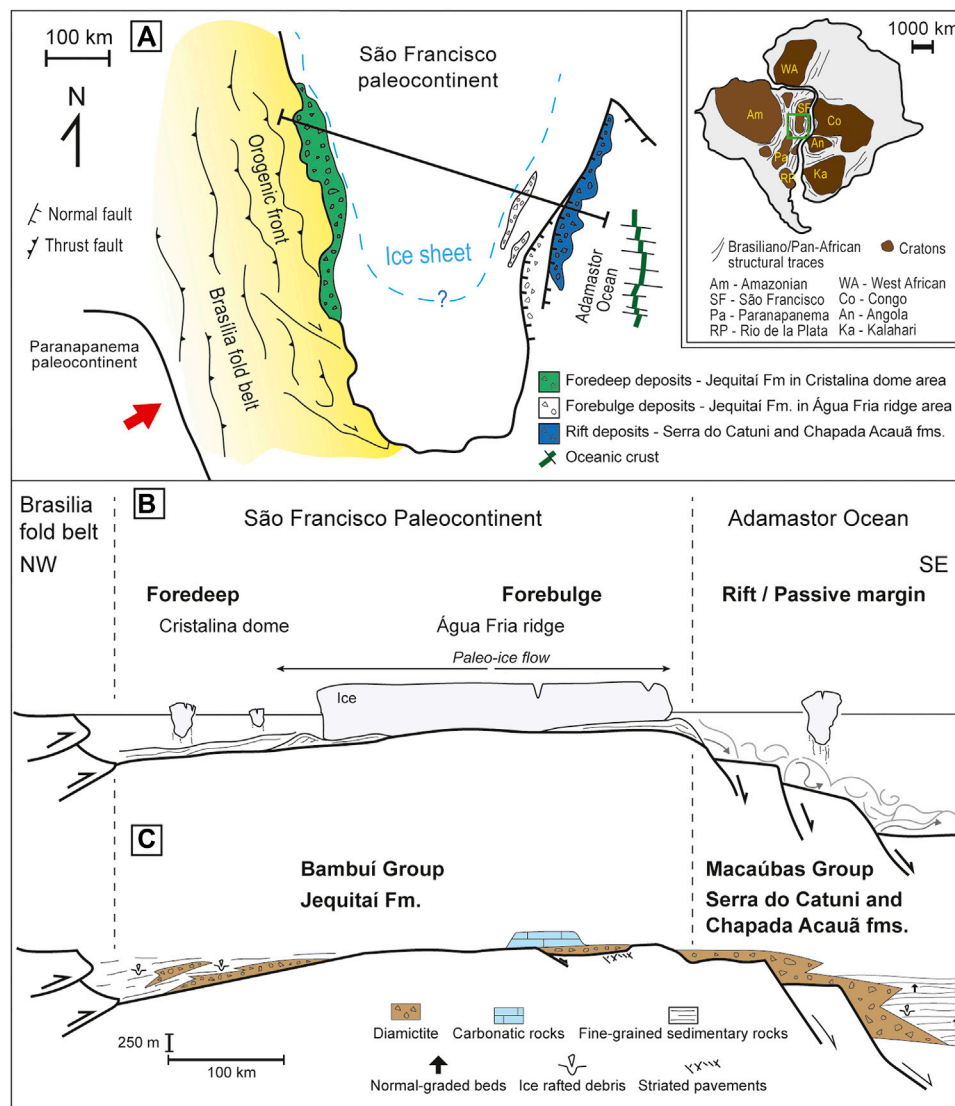 100 km
A
São Francisco
paleocontinent
N
Normal fault
Thrust fault
Orogenic front
Brasilia fold belt
Ice sheet
?
Adamastor
Ocean
Paranapanema
paleocontinent
Foredeep deposits - Jequitaí Fm in Cristalina dome area
Forebulge deposits - Jequitaí Fm. in Água Fria ridge area
Rift deposits - Serra do Catuni and Chapada Acauã fms.
Oceanic crust
1000 km
WA
Am
SF
Co
An
Pa
RP
Ka
Brasiliano/Pan-African
structural traces
Cratons
Am - Amazonian
WA - West African
SF - São Francisco
Co - Congo
Pa - Paranapanema
An - Angola
RP - Rio de la Plata
Ka - Kalahari
Brasilia
fold belt
B
São Francisco Paleocontinent
Adamastor Ocean
NW
SE
Foredeep
Forebulge
Rift / Passive margin
Cristalina dome
Água Fria ridge
Paleo-ice flow
Ice
C
Bambuí Group
Jequitaí Fm.
Macaúbas Group
Serra do Catuni and
Chapada Acauã fms.
250 m
100 km
Diamictite
Carbonatic rocks
Fine-grained sedimentary rocks
Normal-graded beds
Ice rafted debris
Striated pavements